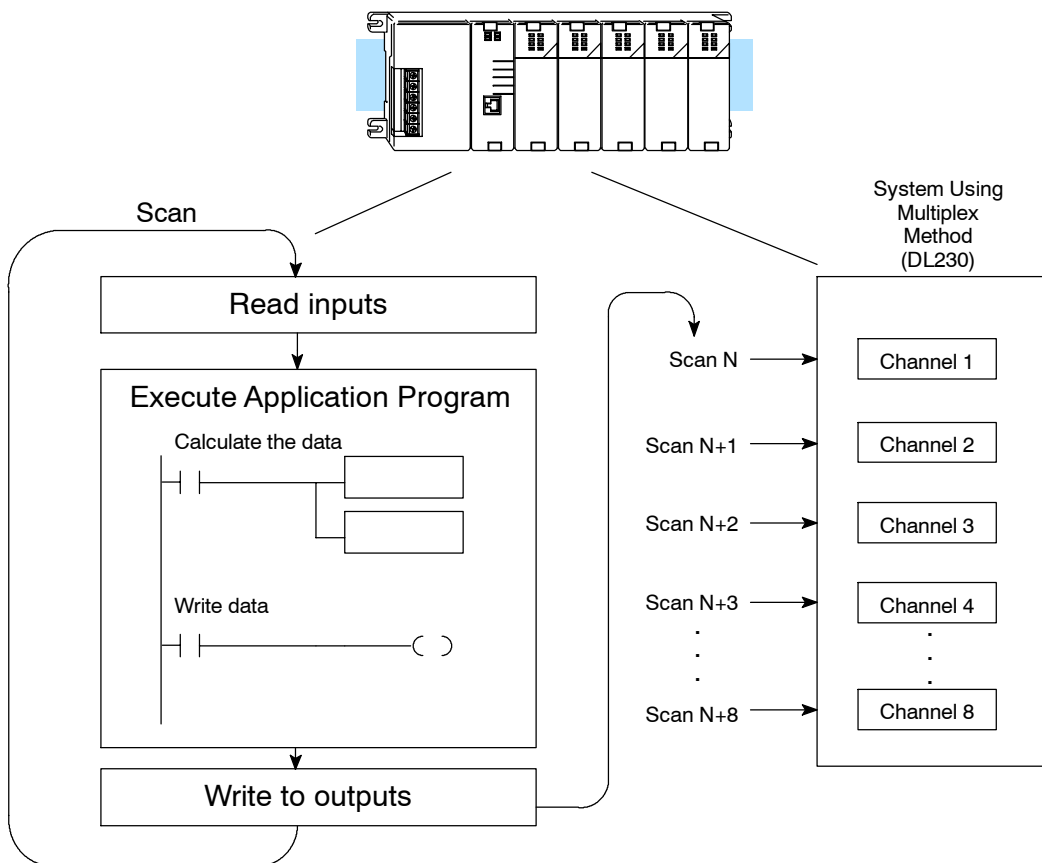 System Using
Multiplex
Method
(DL230)
Scan
Read inputs
Execute Application Program
Calculate the data
Write data
Write to outputs
Scan N
Channel 1
Scan N+1
Channel 2
Scan N+2
Channel 3
Scan N+3
Channel 4
Scan N+8
Channel 8